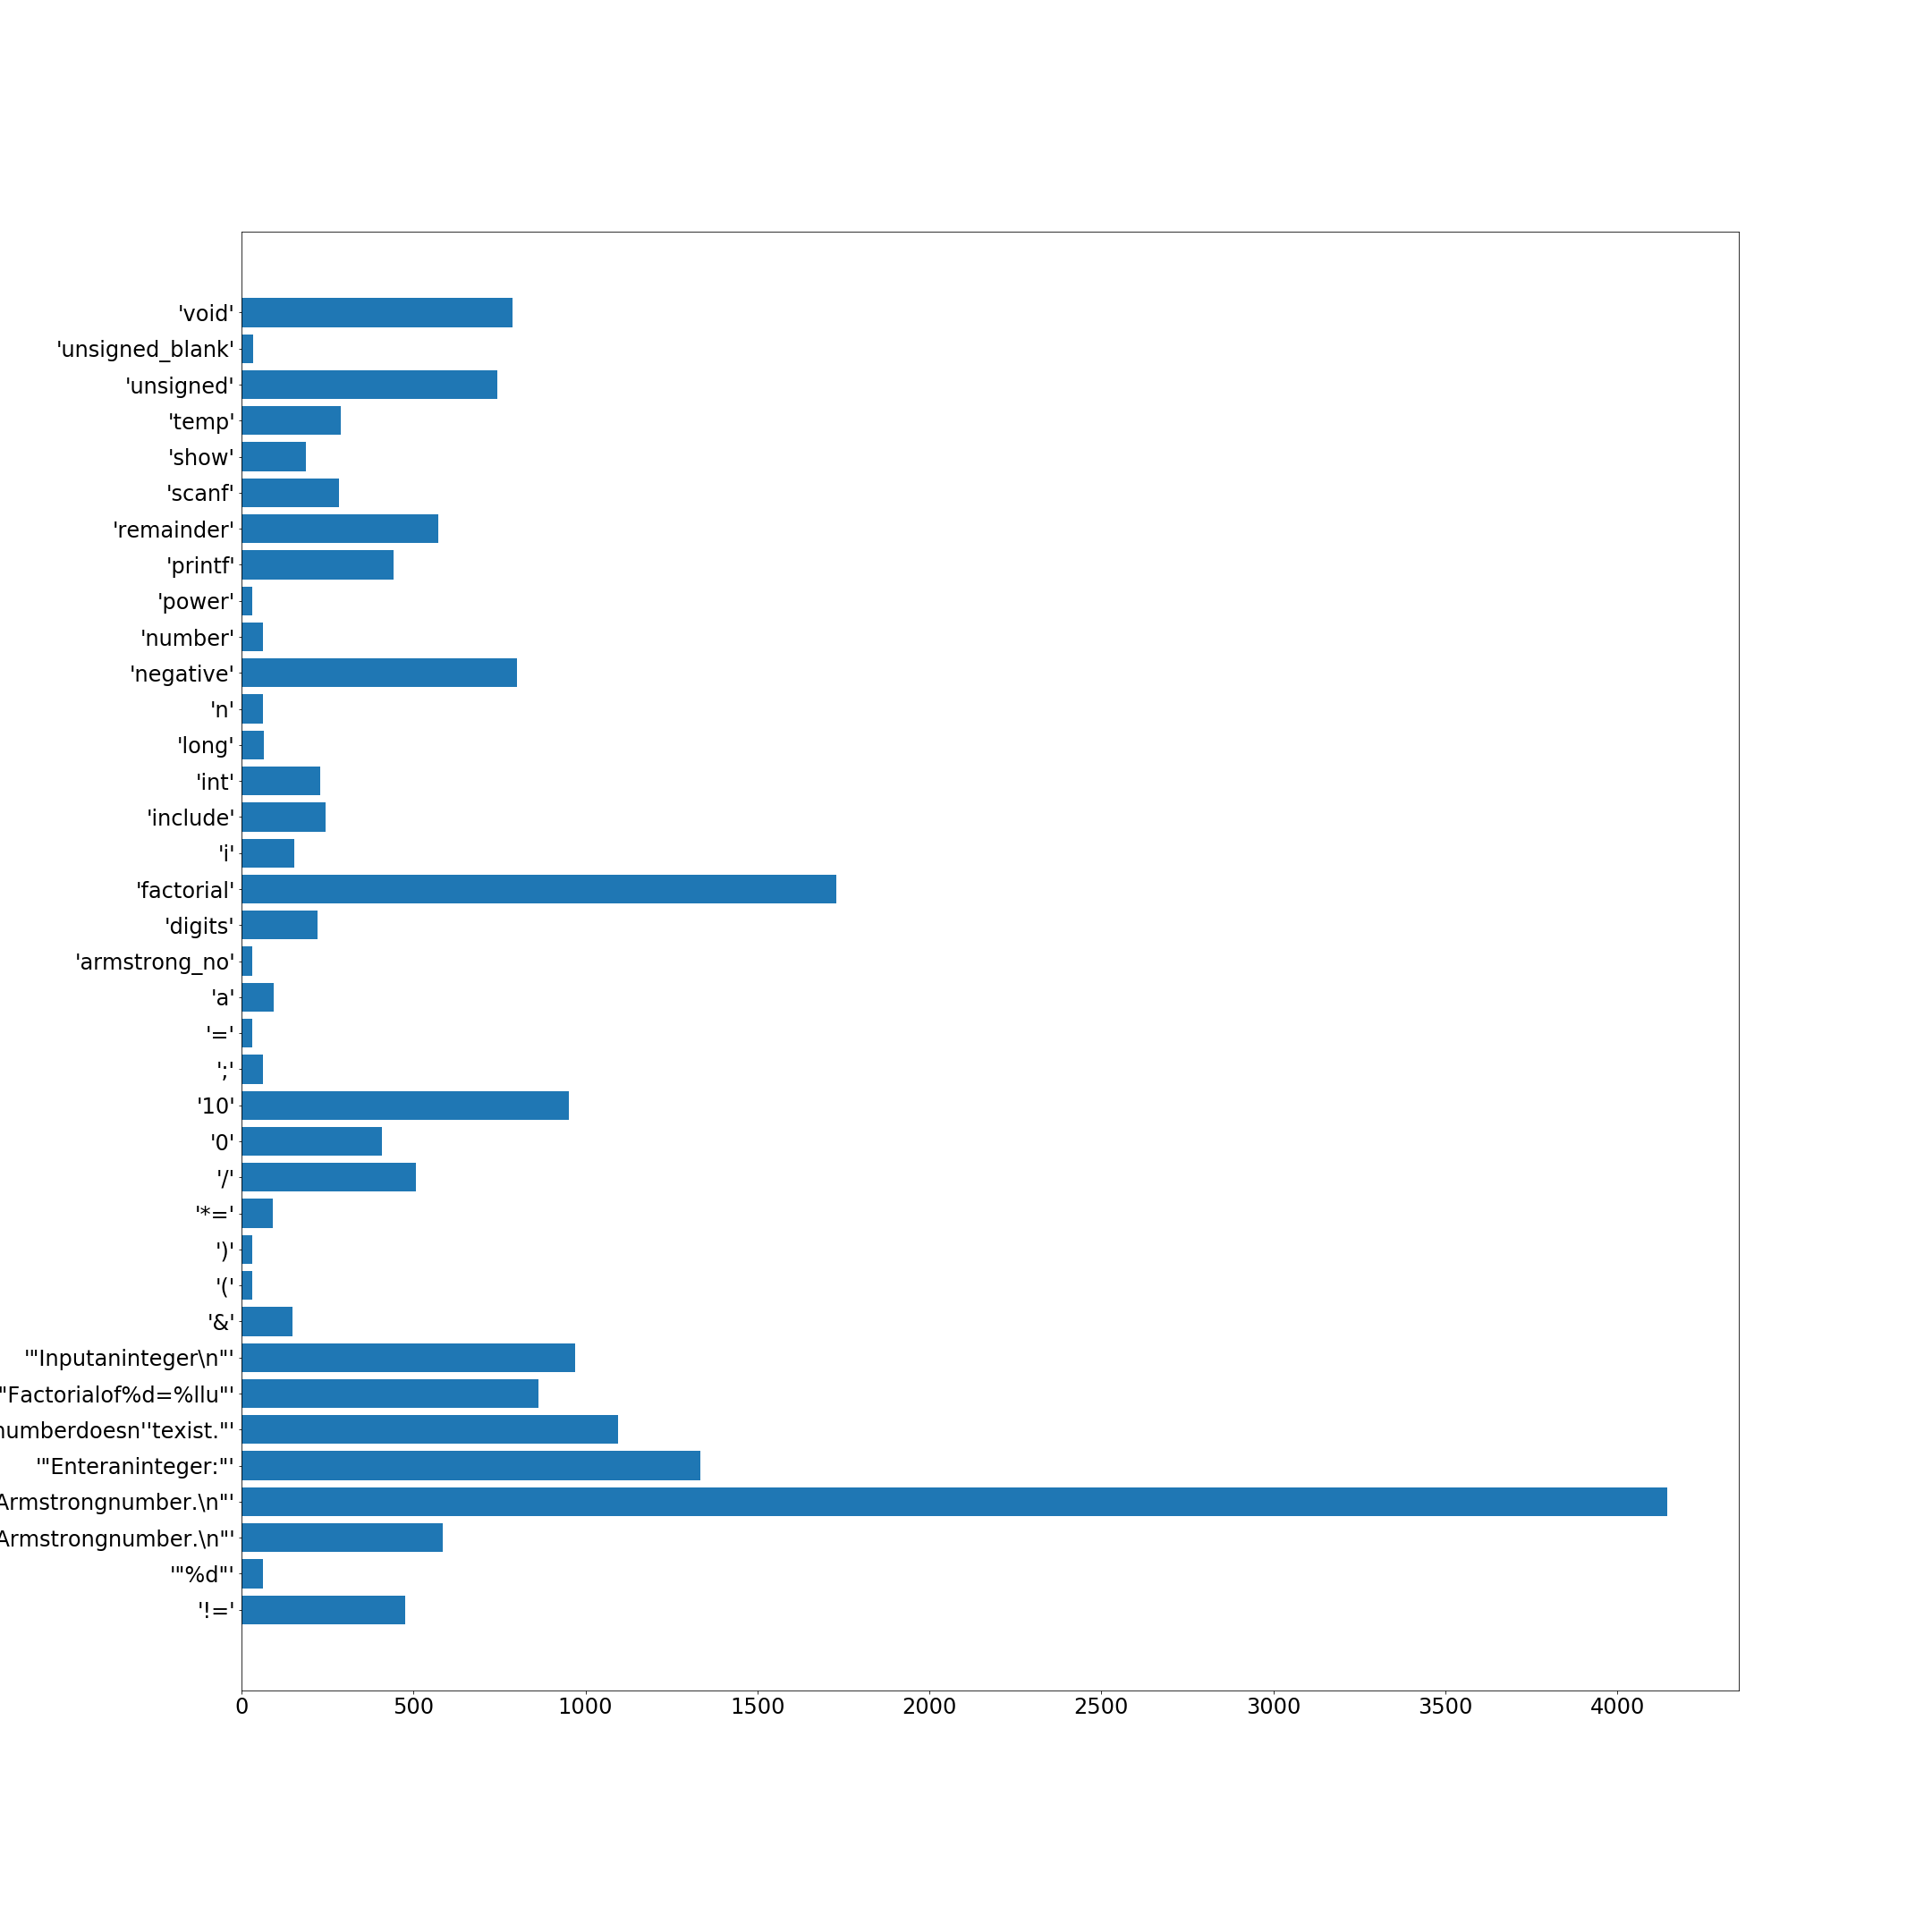 'void'
'unsigned_blank'
'unsigned'
'temp'
'show'
'scanf'
'remainder'
'printf'
'power'
'number'
'negative'
'n'
'long'
'int'
'include'
'i'
'factorial'
'digits'
'armstrong_no'
'a'
'='
';'
'10'
'0'
'/'
'*='
')'
'('
'&'
'"Inputaninteger\n"'
"Factorialof%d=%llu"'
numberdoesn''texist."'
'"Enteraninteger:"'
Armstrongnumber.\n"'
Armstrongnumber.\n"'
'"%d"'
'!='
0 500 1000 1500 2000 2500 3000 3500 4000